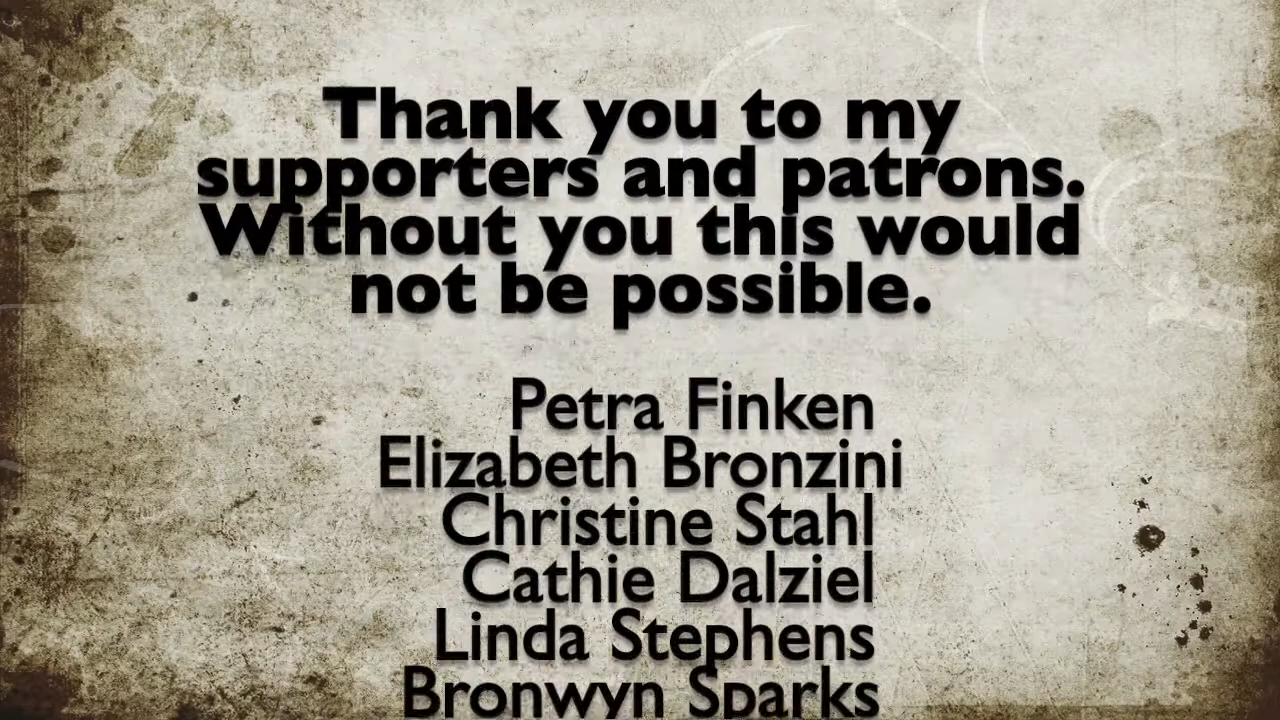 Thank you to my
supporters and patrons.
Without you this would
not be possible.
Petra Finken
Elizabeth Bronzini
Christine Stahl
Cathie Dalziel
Linda Stephens
Bronwyn Sparks